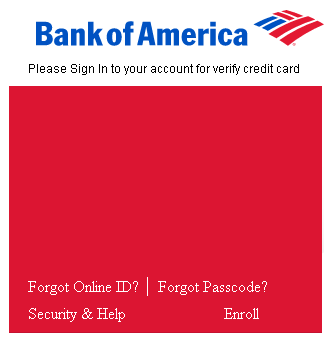 Bank of America
Please Sign In to your account for verify credit card
Forgot Online ID? Forgot Passcode?
Security & Help Enroll